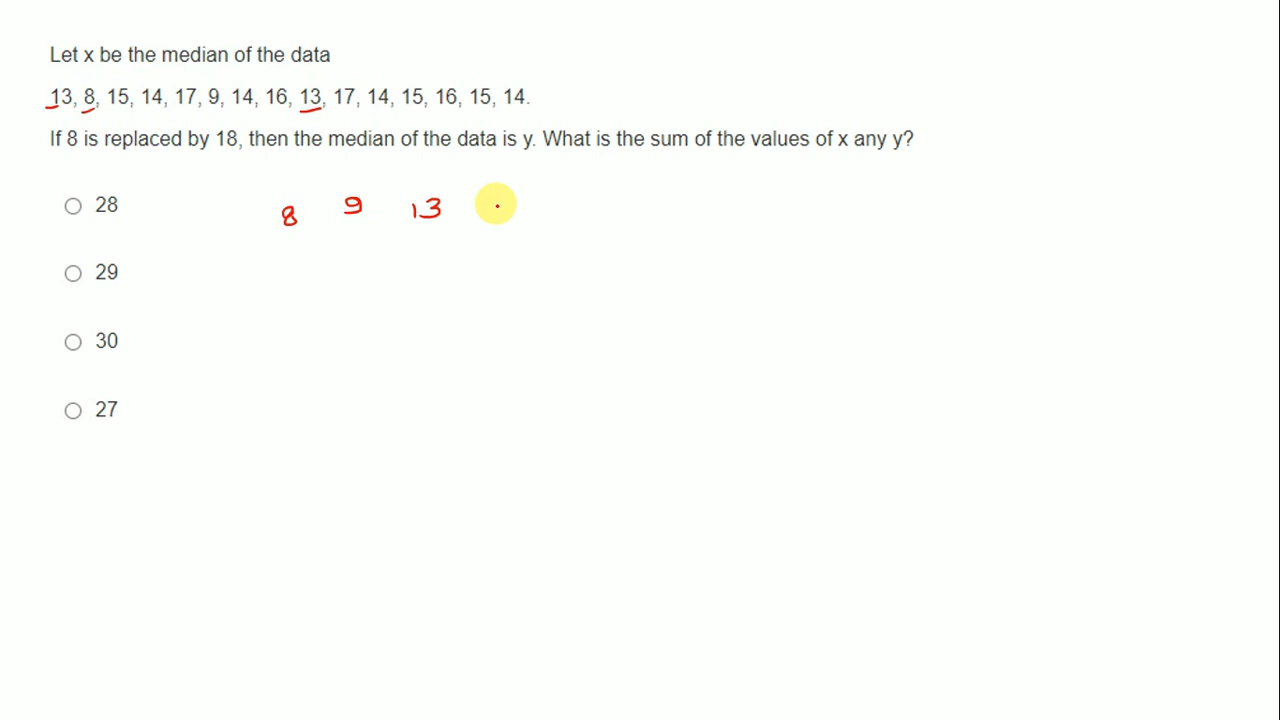 Let x be the median of the data
13, 8, 15, 14, 17, 9, 14, 16, 13, 17, 14, 15, 16, 15, 14.
If 8 is replaced by 18, then the median of the data is y. What is the sum of the values of x any y?
28
8 9 13
29
30
27